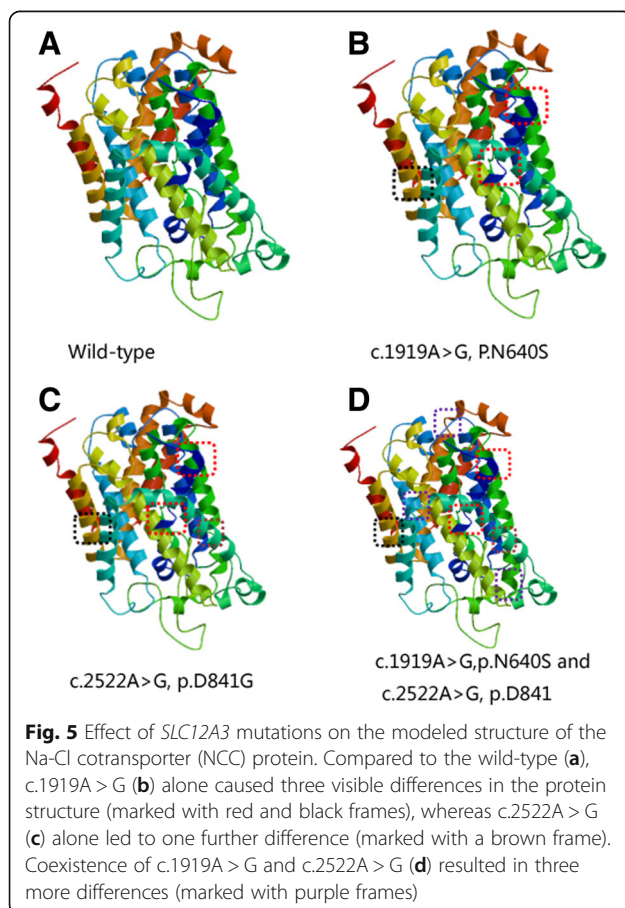 A
B
Wild-type
c.1919A>G, P.N640S
C
D
c.2522A>G, p.D841G
c.1919A>G,p.N640S and
c.2522A>G, p.D841
Fig. 5 Effect of SLC12A3 mutations on the modeled structure of the
Na-Cl cotransporter (NCC) protein. Compared to the wild-type (a),
c.1919A > G (b) alone caused three visible differences in the protein
structure (marked with red and black frames), whereas c.2522A > G
(c) alone led to one further difference (marked with a brown frame).
Coexistence of c.1919A > G and c.2522A > G (d) resulted in three
more differences (marked with purple frames)